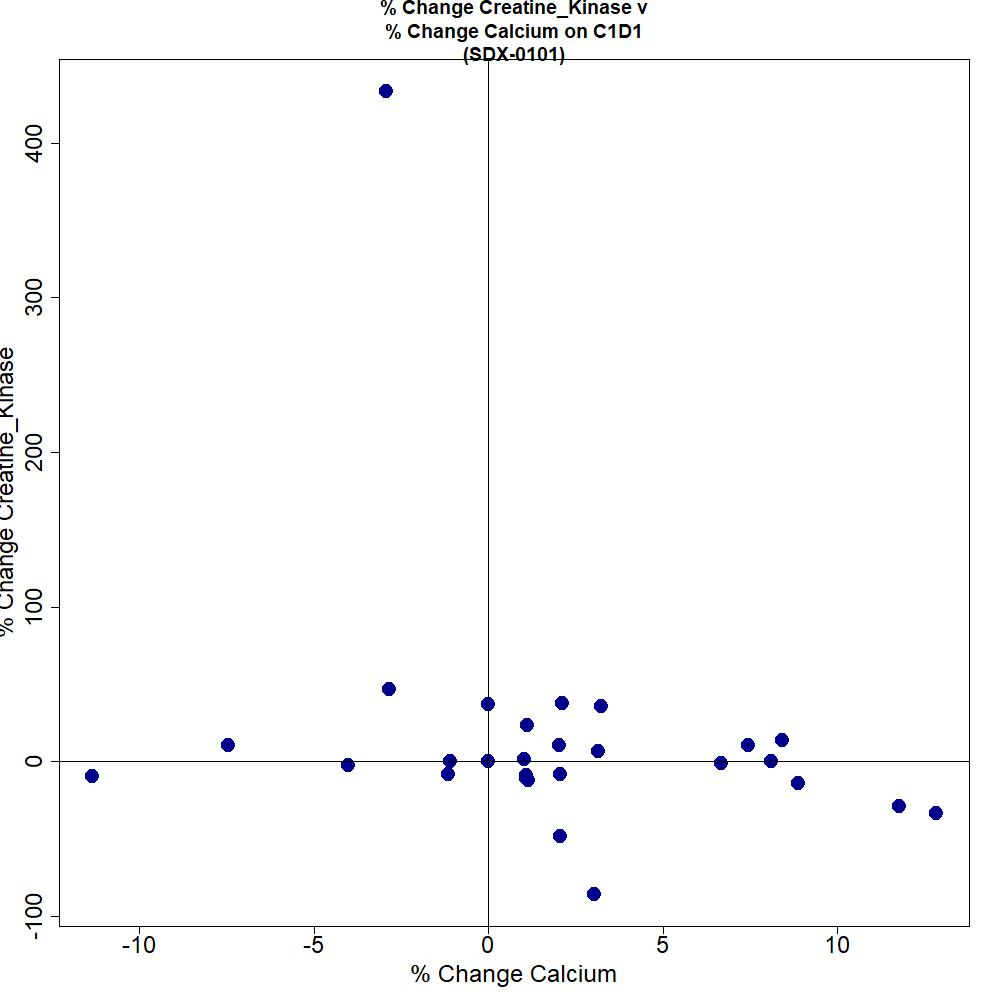 % Change Creatine_Kinase v
% Change Calcium on C1D1
(SDX-0101)
% Change Creatine_Kinase
400
300
200
100
0
-100
-10
-5
0
5
10
% Change Calcium